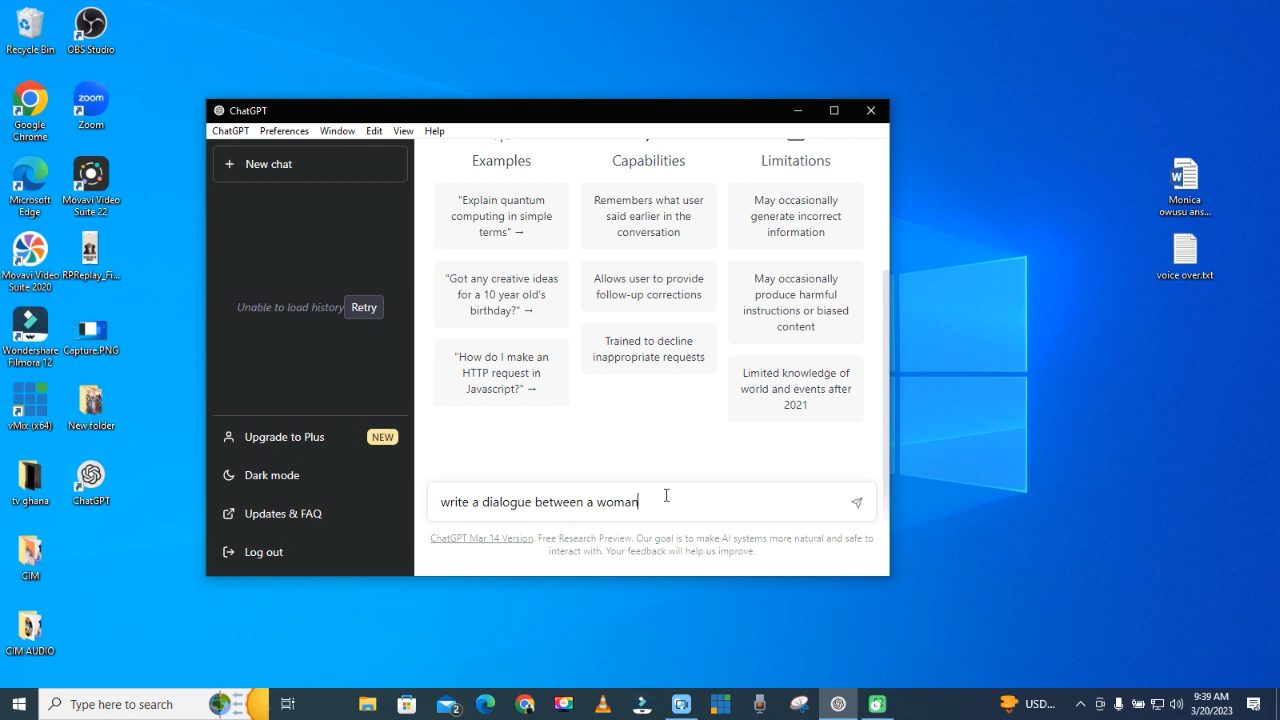 Recycle Bin
OBS Studio
Google
Chrome
Zoom
Microsoft
Edge
Movavi Video
Suite 22
Movavi Video
Suite 2020
RPReplay_Fi...
Wondershare
Filmora 12
Capture.PNG
vMix (x64)
New folder
tv ghana
ChatGPT
CIM
CIM AUDIO
Monica
owusu ans...
voice over.txt
ChatGPT
ChatGPT
Preferences
Window
Edit
View
Help
New chat
Unable to load history
Retry
Upgrade to Plus
NEW
Dark mode
Updates & FAQ
Log out
Examples
"Explain quantum
computing in simple
terms" →
"Got any creative ideas
for a 10 year old's
birthday?" →
"How do I make an
HTTP request in
Javascript?" →
Capabilities
Remembers what user
said earlier in the
conversation
Allows user to provide
follow-up corrections
Trained to decline
inappropriate requests
Limitations
May occasionally
generate incorrect
information
May occasionally
produce harmful
instructions or biased
content
Limited knowledge of
world and events after
2021
write a dialogue between a woman
ChatGPT Mar 14 Version. Free Research Preview. Our goal is to make AI systems more natural and safe to
interact with. Your feedback will help us improve.
Type here to search
2
USD...
9:39 AM
3/20/2023